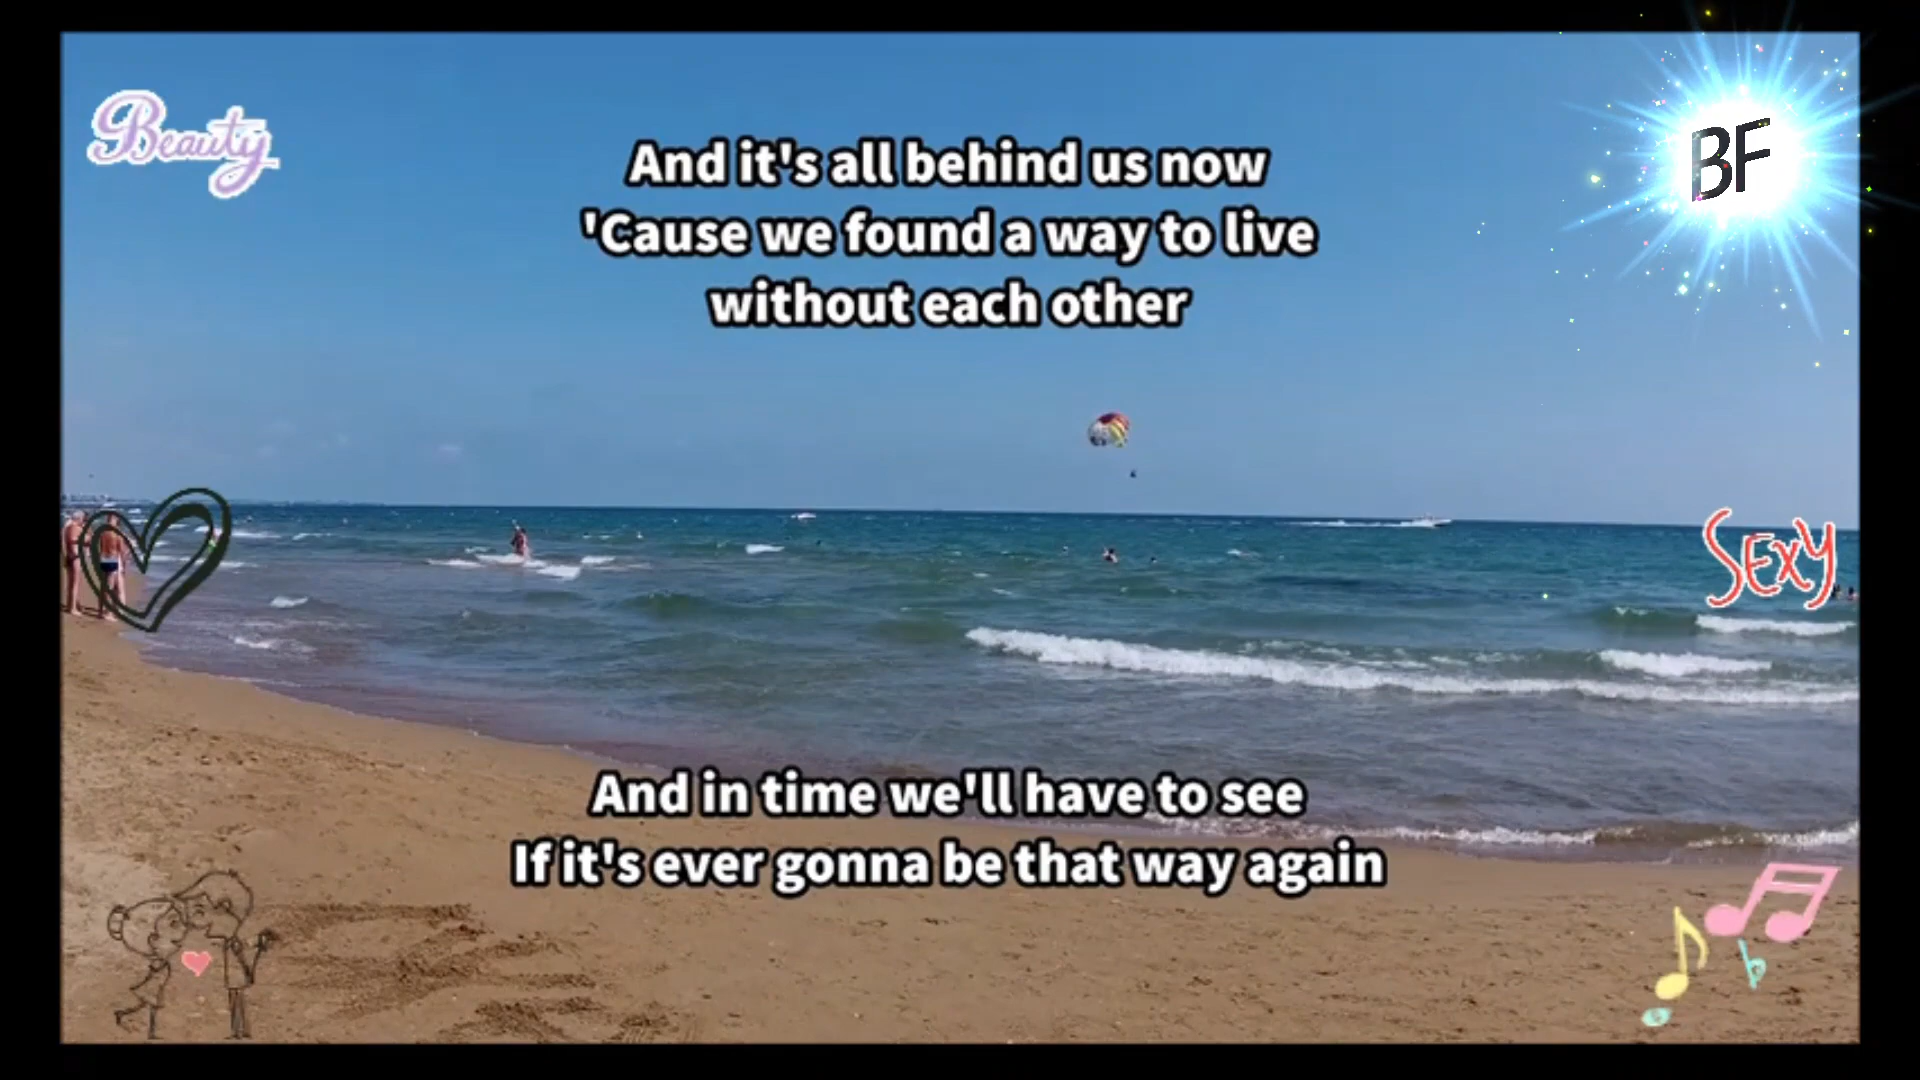 Beauty
BF
And it's all behind us now
'Cause we found a way to live
without each other
Sexy
And in time we'll have to see
If it's ever gonna be that way again